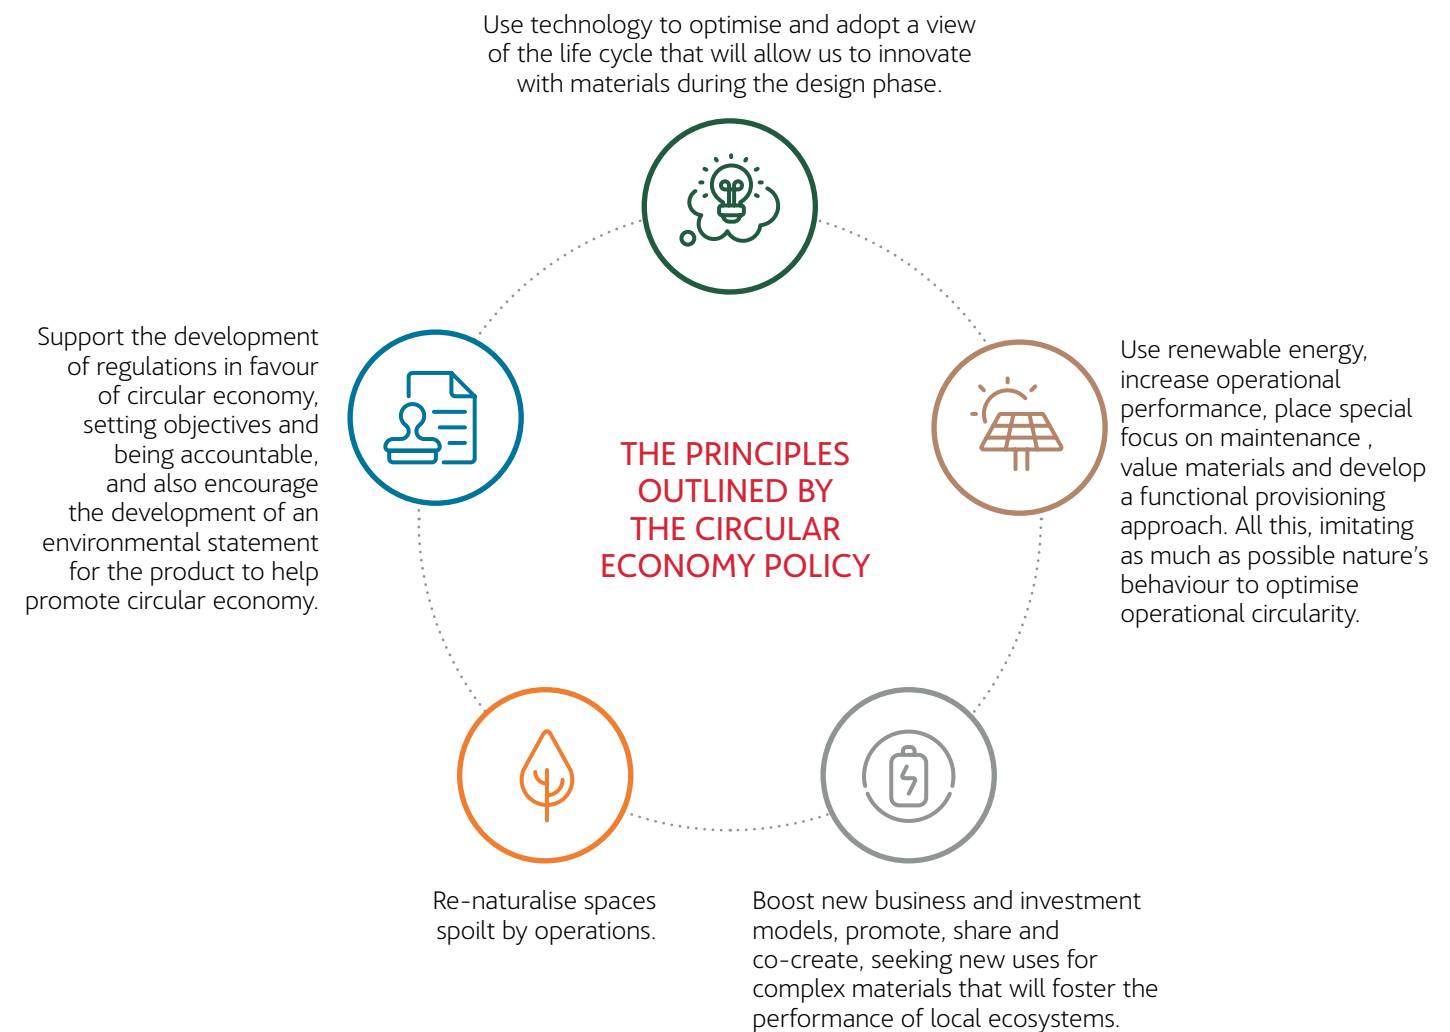 Use technology to optimise and adopt a view
of the life cycle that will allow us to innovate
with materials during the design phase.
Support the development
of regulations in favour
of circular economy,
setting objectives and
being accountable,
and also encourage
the development of an
environmental statement
for the product to help
promote circular economy.
THE PRINCIPLES
OUTLINED BY
THE CIRCULAR
ECONOMY POLICY
Use renewable energy,
increase operational
performance, place special
focus on maintenance ,
value materials and develop
a functional provisioning
approach. All this, imitating
as much as possible nature’s
behaviour to optimise
operational circularity.
Re-naturalise spaces
spoilt by operations.
Boost new business and investment
models, promote, share and
co-create, seeking new uses for
complex materials that will foster the
performance of local ecosystems.